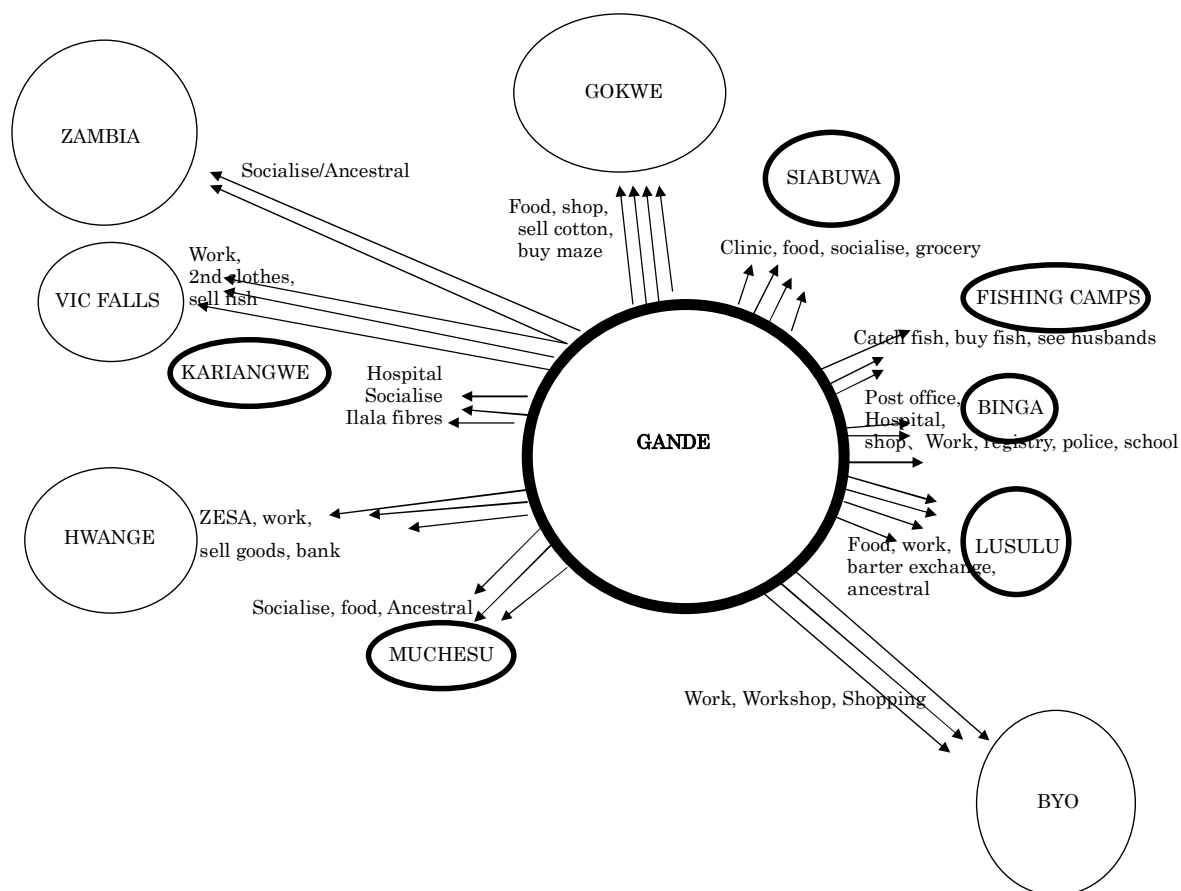 GOKWE
ZAMBIA
SIABUWA
Socialise/Ancestral
Food, shop,
sell cotton,
buy maze
Clinic, food, socialise, grocery
Work,
2nd clothes,
sell fish
VIC FALLS
FISHING CAMPS
Catch fish, buy fish, see husbands
KARIANGWE
Hospital
Socialise
Ilala fibres
Post office,
Hospital,
shop、Work, registry, police, school
BINGA
GANDE
HWANGE
ZESA, work,
sell goods, bank
Food, work,
barter exchange,
ancestral
LUSULU
Socialise, food, Ancestral
MUCHESU
Work, Workshop, Shopping
BYO